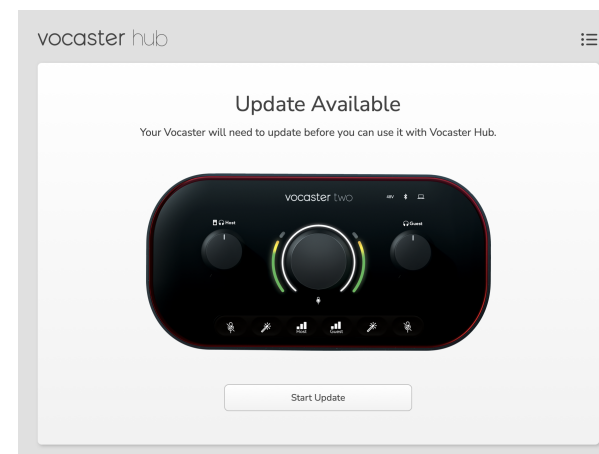 vocaster hub
Update Available
Your Vocaster will need to update before you can use it with Vocaster Hub.
vocaster two
48V
Host
Guest
Host
Guest
Start Update